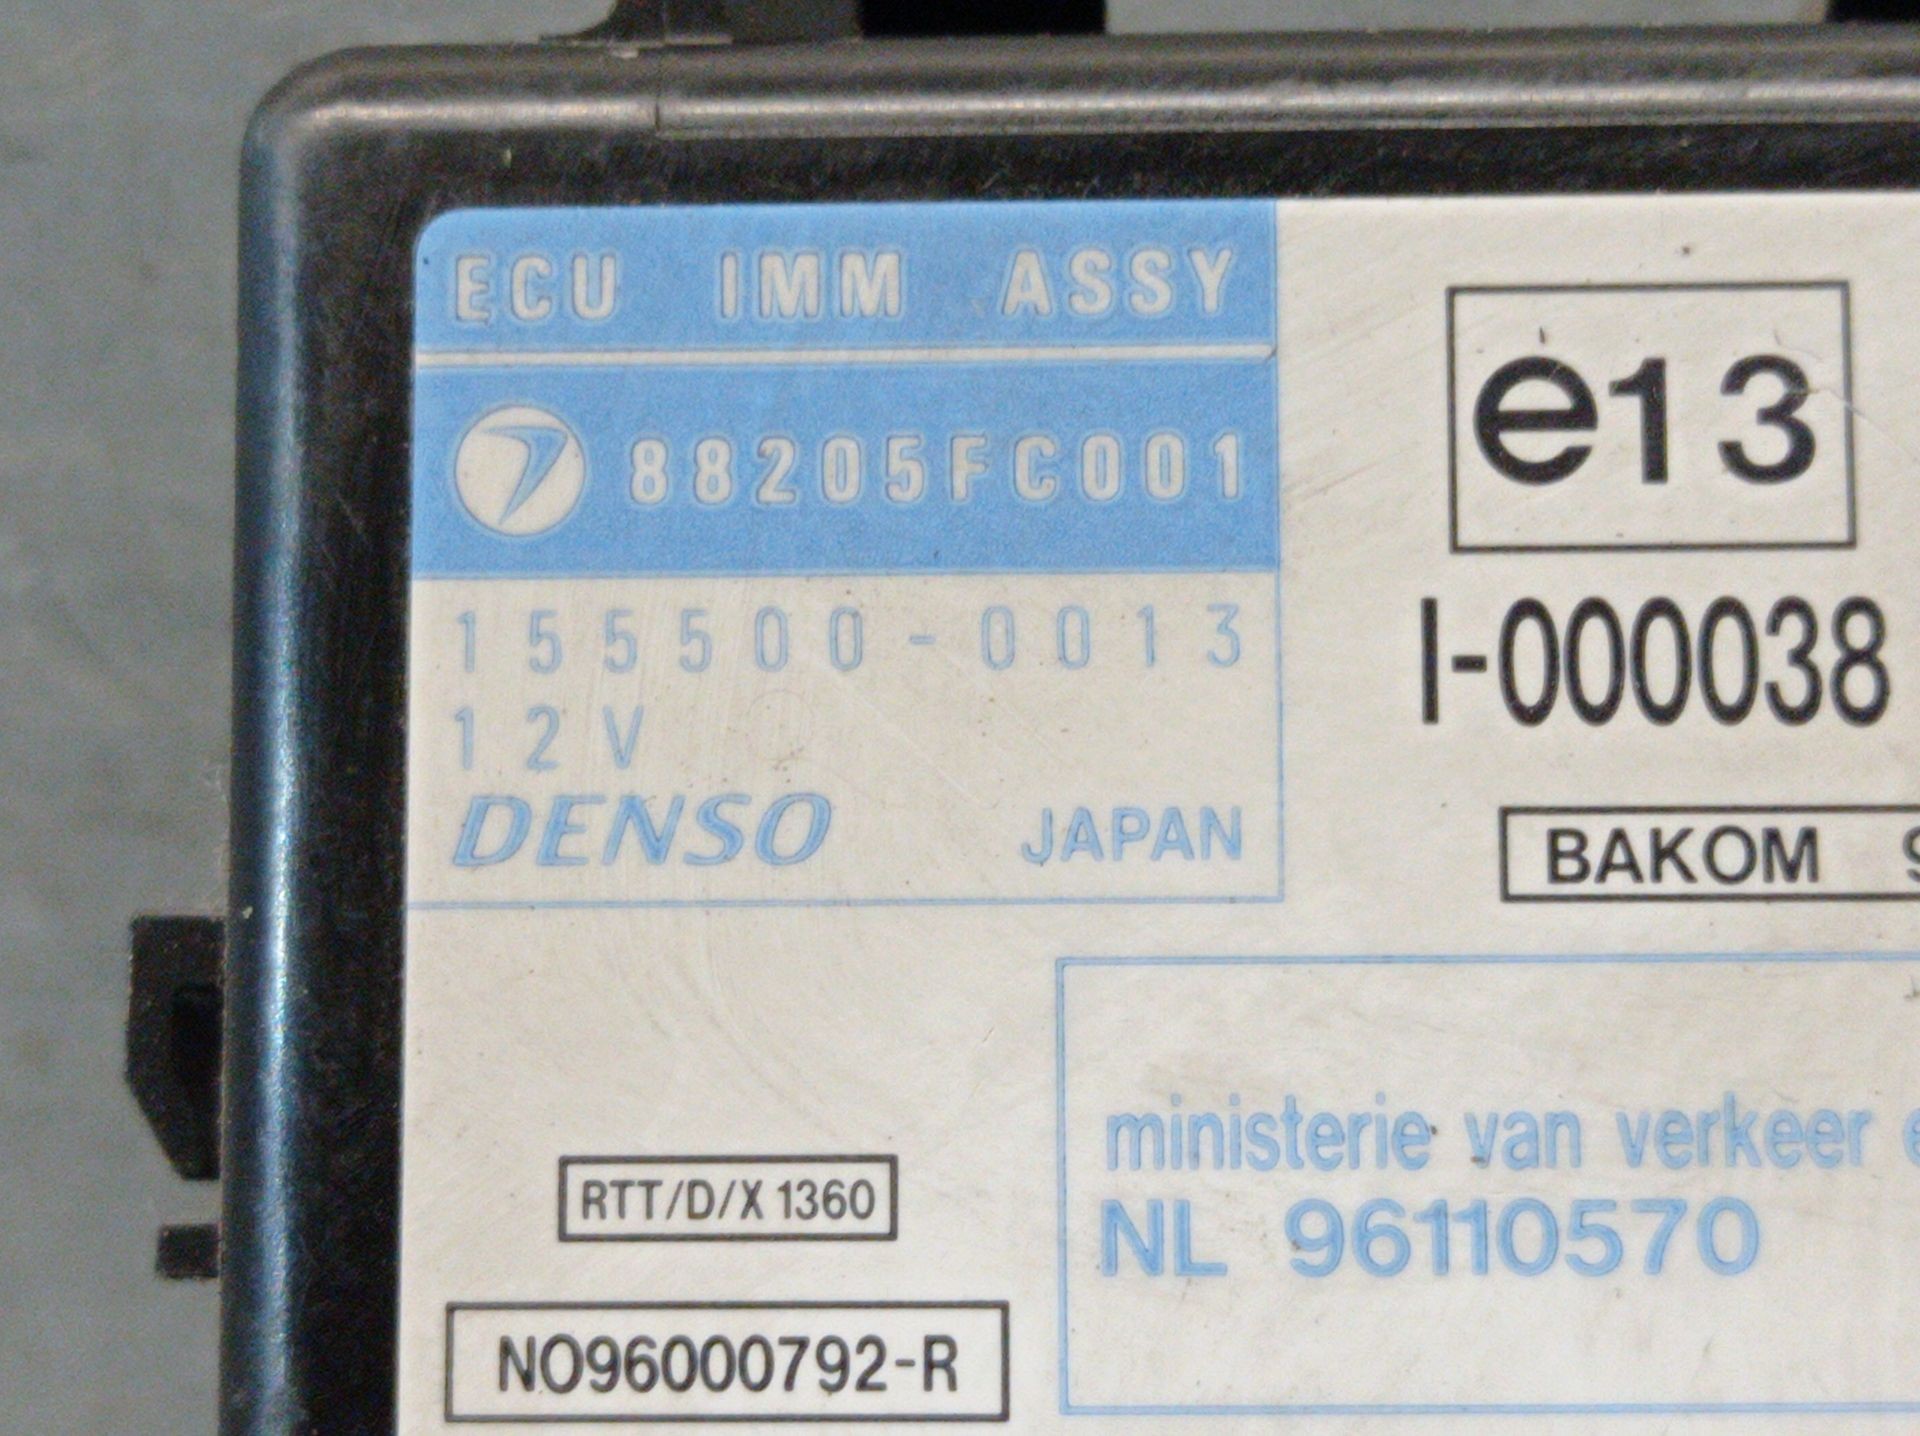 ECU IMM ASSY
88205FC001
155500-0013
12V
DENSO JAPAN
e13
I-000038
BAKOM
ministerie van verkeer
NL 96110570
RTT/D/X 1360
NO96000792-R